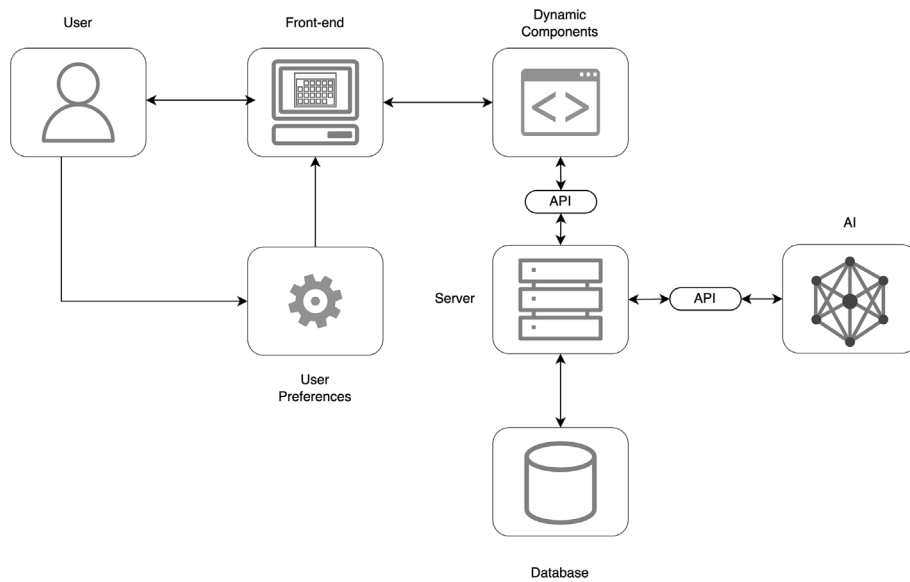 User
Front-end
Dynamic
Components
API
AI
Server
API
User
Preferences
Database